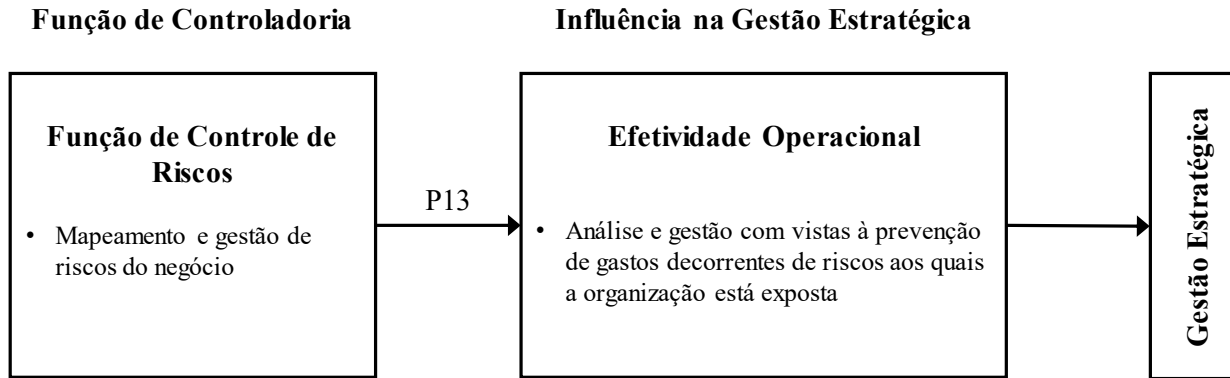 Função de Controladoria
Influência na Gestão Estratégica
Função de Controle de
Riscos
• Mapeamento e gestão de
riscos do negócio
P13
Efetividade Operacional
• Análise e gestão com vistas à prevenção
de gastos decorrentes de riscos aos quais
a organização está exposta
Gestão Estratégica